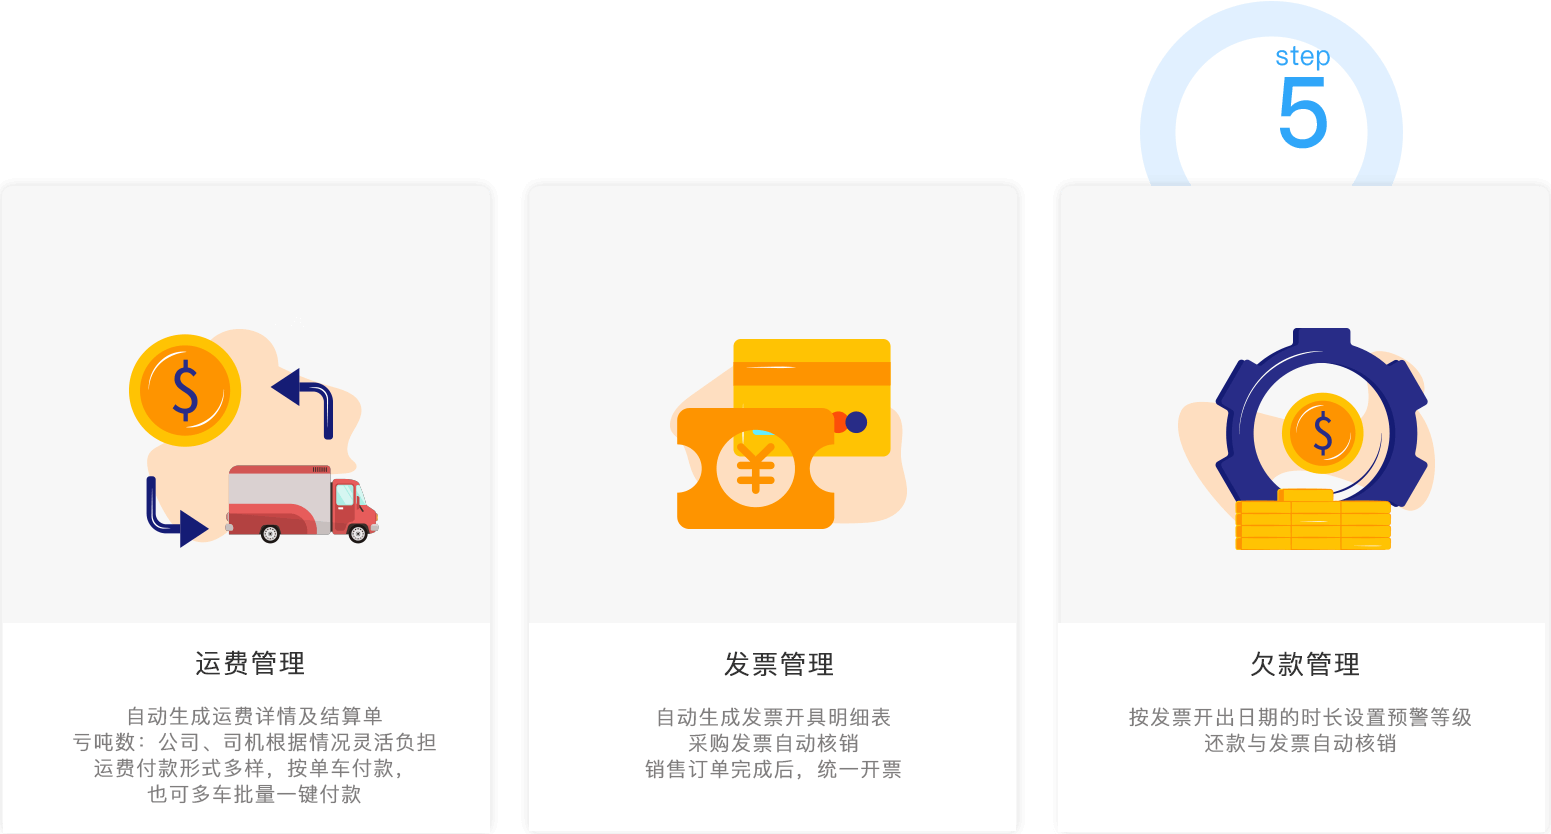 step
5
运费管理
自动生成运费详情及结算单
亏吨数：公司、司机根据情况灵活负担
运费付款形式多样，按单车付款，
也可多车批量一键付款
发票管理
自动生成发票开具明细表
采购发票自动核销
销售订单完成后，统一开票
欠款管理
按发票开出日期的时长设置预警等级
还款与发票自动核销
$
¥
$